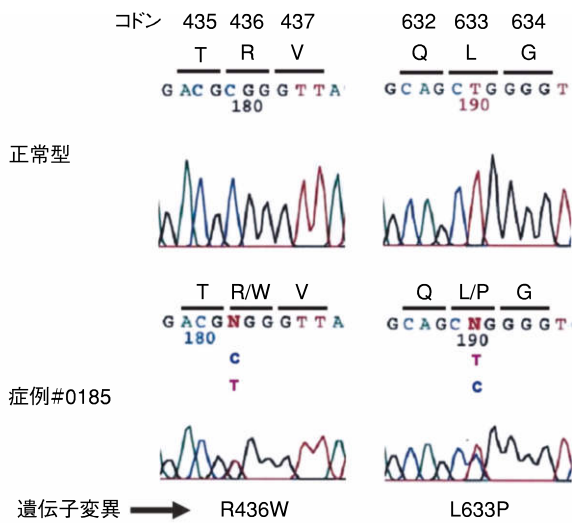 コドン 435 436 437 632 633 634
T R V Q L G
G A C G C G G G T T A G C A G C T G G G G T
180 190
正常型
T R/W V Q L/P G
G A C G N G G G T T A G C A G C N G G G G T G
180 190
C T
T C
症例#0185
遺伝子変異 R436W L633P